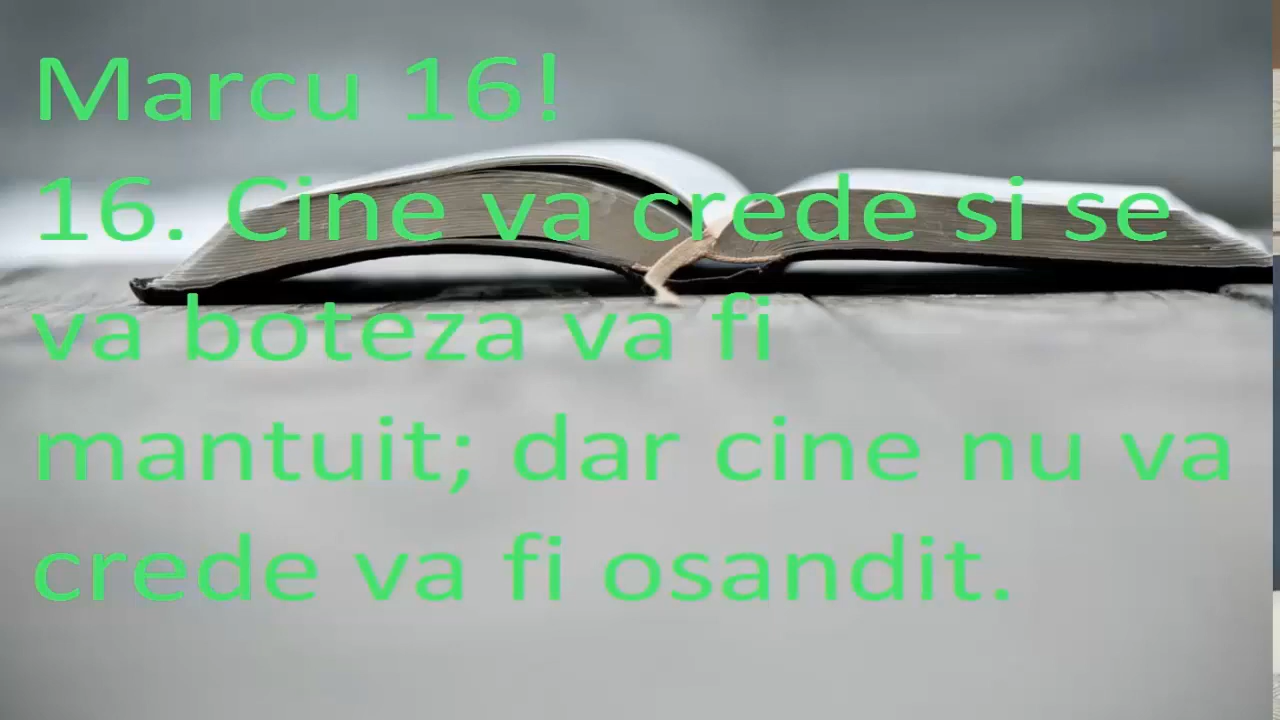 Marcu 16!
16. Cine va crede si se
va boteza va fi
mantuit; dar cine nu va
crede va fi osandit.